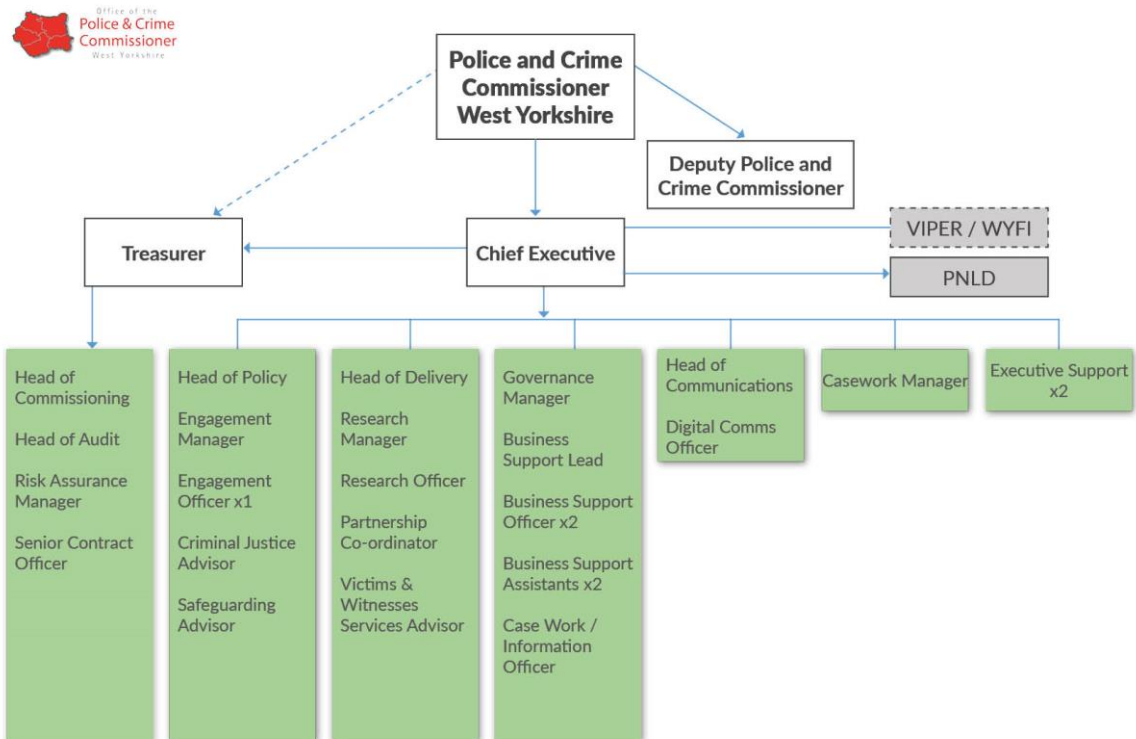 Office of the
Police & Crime
Commissioner
West Yorkshire
Police and Crime
Commissioner
West Yorkshire
Deputy Police and
Crime Commissioner
Treasurer
Chief Executive
VIPER / WYFI
PNLD
Head of
Commissioning
Head of Audit
Risk Assurance
Manager
Senior Contract
Officer
Head of Policy
Engagement
Manager
Engagement
Officer x1
Criminal Justice
Advisor
Safeguarding
Advisor
Head of Delivery
Research
Manager
Research Officer
Partnership
Co-ordinator
Victims &
Witnesses
Services Advisor
Governance
Manager
Business
Support Lead
Business Support
Officer x2
Business Support
Assistants x2
Case Work /
Information
Officer
Head of
Communications
Digital Comms
Officer
Casework Manager
Executive Support
x2